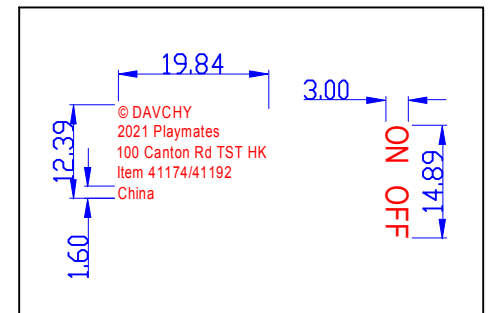 19.84
3.00
© DAVCHY
2021 Playmates
100 Canton Rd TST HK
Item 41174/41192
China
12.39
1.60
ON OFF
14.89